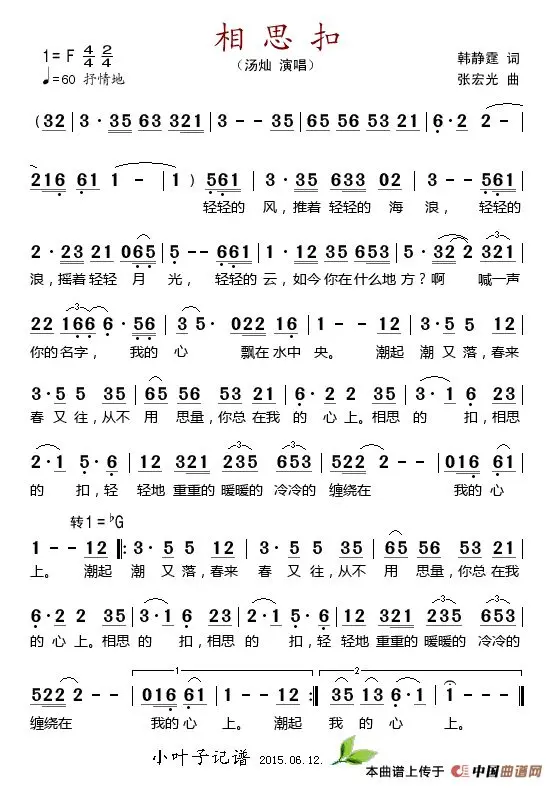 相思扣
(汤灿 演唱)
1=F 4/4 2/4
♩=60 抒情地
韩静霆 词
张宏光 曲
(32 | 3·35 63 321 | 3--35 | 65 56 53 21 | 6·2 2- |
216 61 1- | 1) 561 | 3·35 633 02 | 3--561 |
轻轻的 风,推着 轻轻的 海 浪, 轻轻的
2·23 21 065 | 5--661 | 1·35 35 653 | 5·32 2 321 |
浪,摇着 轻轻 月 光, 轻轻的 云,如今 你在 什么地 方?啊 喊一声
22 166 6·56 | 35·022 16 | 1--12 | 3·5 5 12 |
你的 名字, 我的 心 飘在 水中 央。 潮起 潮 又 落,春来
3·5 5 35 | 65 56 53 21 | 6·2 2 35 | 3·1 6 23 |
春 又 往,从不 用 思量,你总 在我 的 心 上。相思 的 扣,相思
2·1 5·6 | 12 321 235 653 | 522 2-- | 016 61 |
的 扣,轻 轻地 重重的 暖暖的 冷冷的 缠绕在 我的 心
转1=♭G
1--12 ‖: 3·5 5 12 | 3·5 5 35 | 65 56 53 21 |
上。 潮起 潮 又 落,春来 春 又 往,从不 用 思量,你总 在我
6·2 2 35 | 3·1 6 23 | 2·1 5·6 | 12 321 235 653 |
的 心 上。相思 的 扣,相思 的 扣,轻 轻地 重重的 暖暖的 冷冷的
1 2
522 2-- | 016 61 | 1--12 :‖ 35 13 6·1 | 1--- ‖
缠绕在 我的 心 上。 潮起 我 的 心 上。
小叶子记谱 2015.06.12.
本曲谱上传于 中国曲谱网